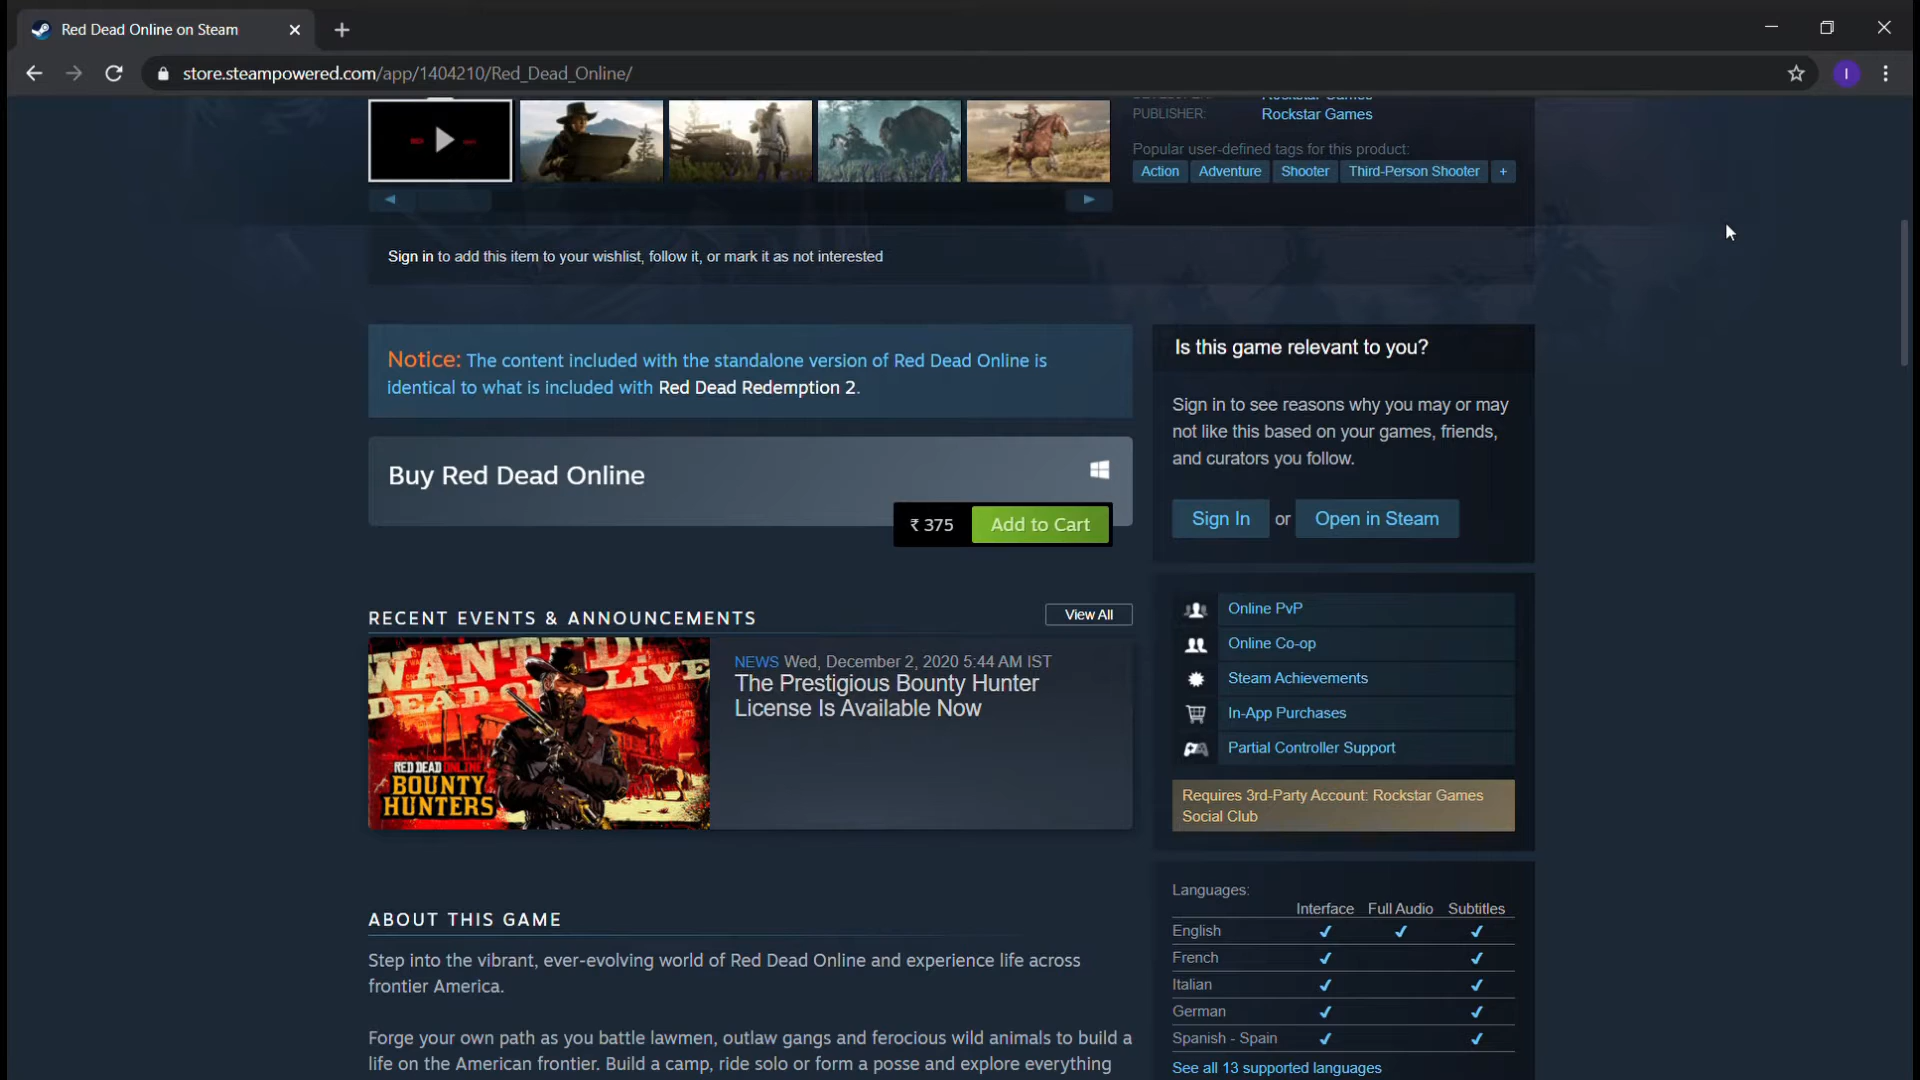 Red Dead Online on Steam
store.steampowered.com/app/1404210/Red_Dead_Online/
I
PUBLISHER: Rockstar Games
Popular user-defined tags for this product:
Action Adventure Shooter Third-Person Shooter +
Sign in to add this item to your wishlist, follow it, or mark it as not interested
Notice: The content included with the standalone version of Red Dead Online is
identical to what is included with Red Dead Redemption 2.
Buy Red Dead Online
₹ 375 Add to Cart
RECENT EVENTS & ANNOUNCEMENTS
View All
WANTED!
DEAD OR ALIVE
RED DEAD ONLINE
BOUNTY
HUNTERS
NEWS Wed, December 2, 2020 5:44 AM IST
The Prestigious Bounty Hunter
License Is Available Now
ABOUT THIS GAME
Step into the vibrant, ever-evolving world of Red Dead Online and experience life across
frontier America.
Forge your own path as you battle lawmen, outlaw gangs and ferocious wild animals to build a
life on the American frontier. Build a camp, ride solo or form a posse and explore everything
Is this game relevant to you?
Sign in to see reasons why you may or may
not like this based on your games, friends,
and curators you follow.
Sign In or Open in Steam
Online PvP
Online Co-op
Steam Achievements
In-App Purchases
Partial Controller Support
Requires 3rd-Party Account: Rockstar Games
Social Club
Languages:
Interface Full Audio Subtitles
English ✔ ✔ ✔
French ✔ ✔
Italian ✔ ✔
German ✔ ✔
Spanish - Spain ✔ ✔
See all 13 supported languages